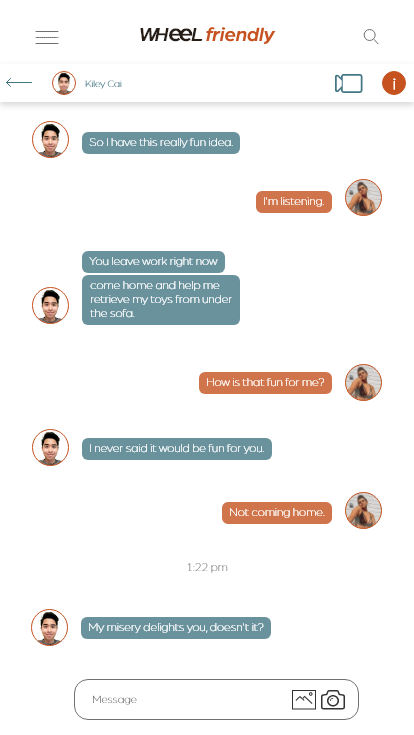 WHEEL friendly
Kiley Cai
i
So I have this really fun idea.
I'm listening.
You leave work right now
come home and help me
retrieve my toys from under
the sofa.
How is that fun for me?
I never said it would be fun for you.
Not coming home.
1:22 pm
My misery delights you, doesn't it?
Message